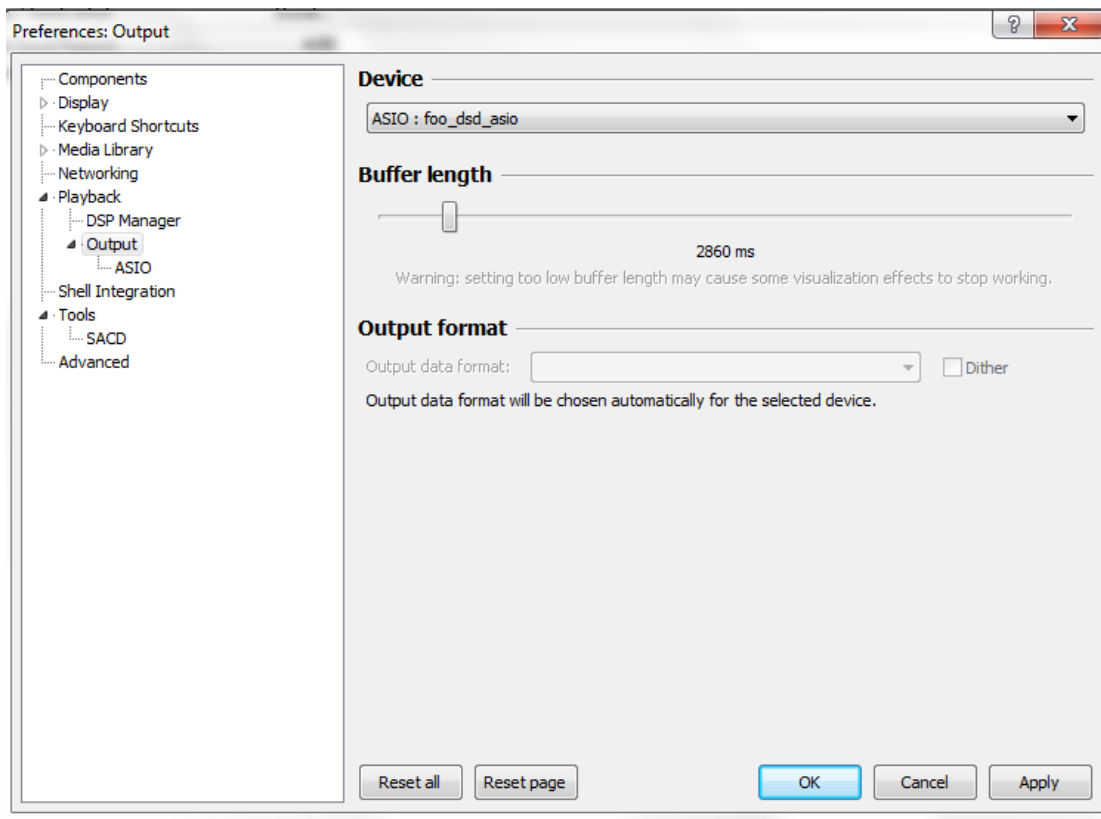 Preferences: Output
?
X
Components
Display
Keyboard Shortcuts
Media Library
Networking
Playback
DSP Manager
Output
ASIO
Shell Integration
Tools
SACD
Advanced
Device
ASIO : foo_dsd_asio
Buffer length
2860 ms
Warning: setting too low buffer length may cause some visualization effects to stop working.
Output format
Output data format:
Dither
Output data format will be chosen automatically for the selected device.
Reset all
Reset page
OK
Cancel
Apply